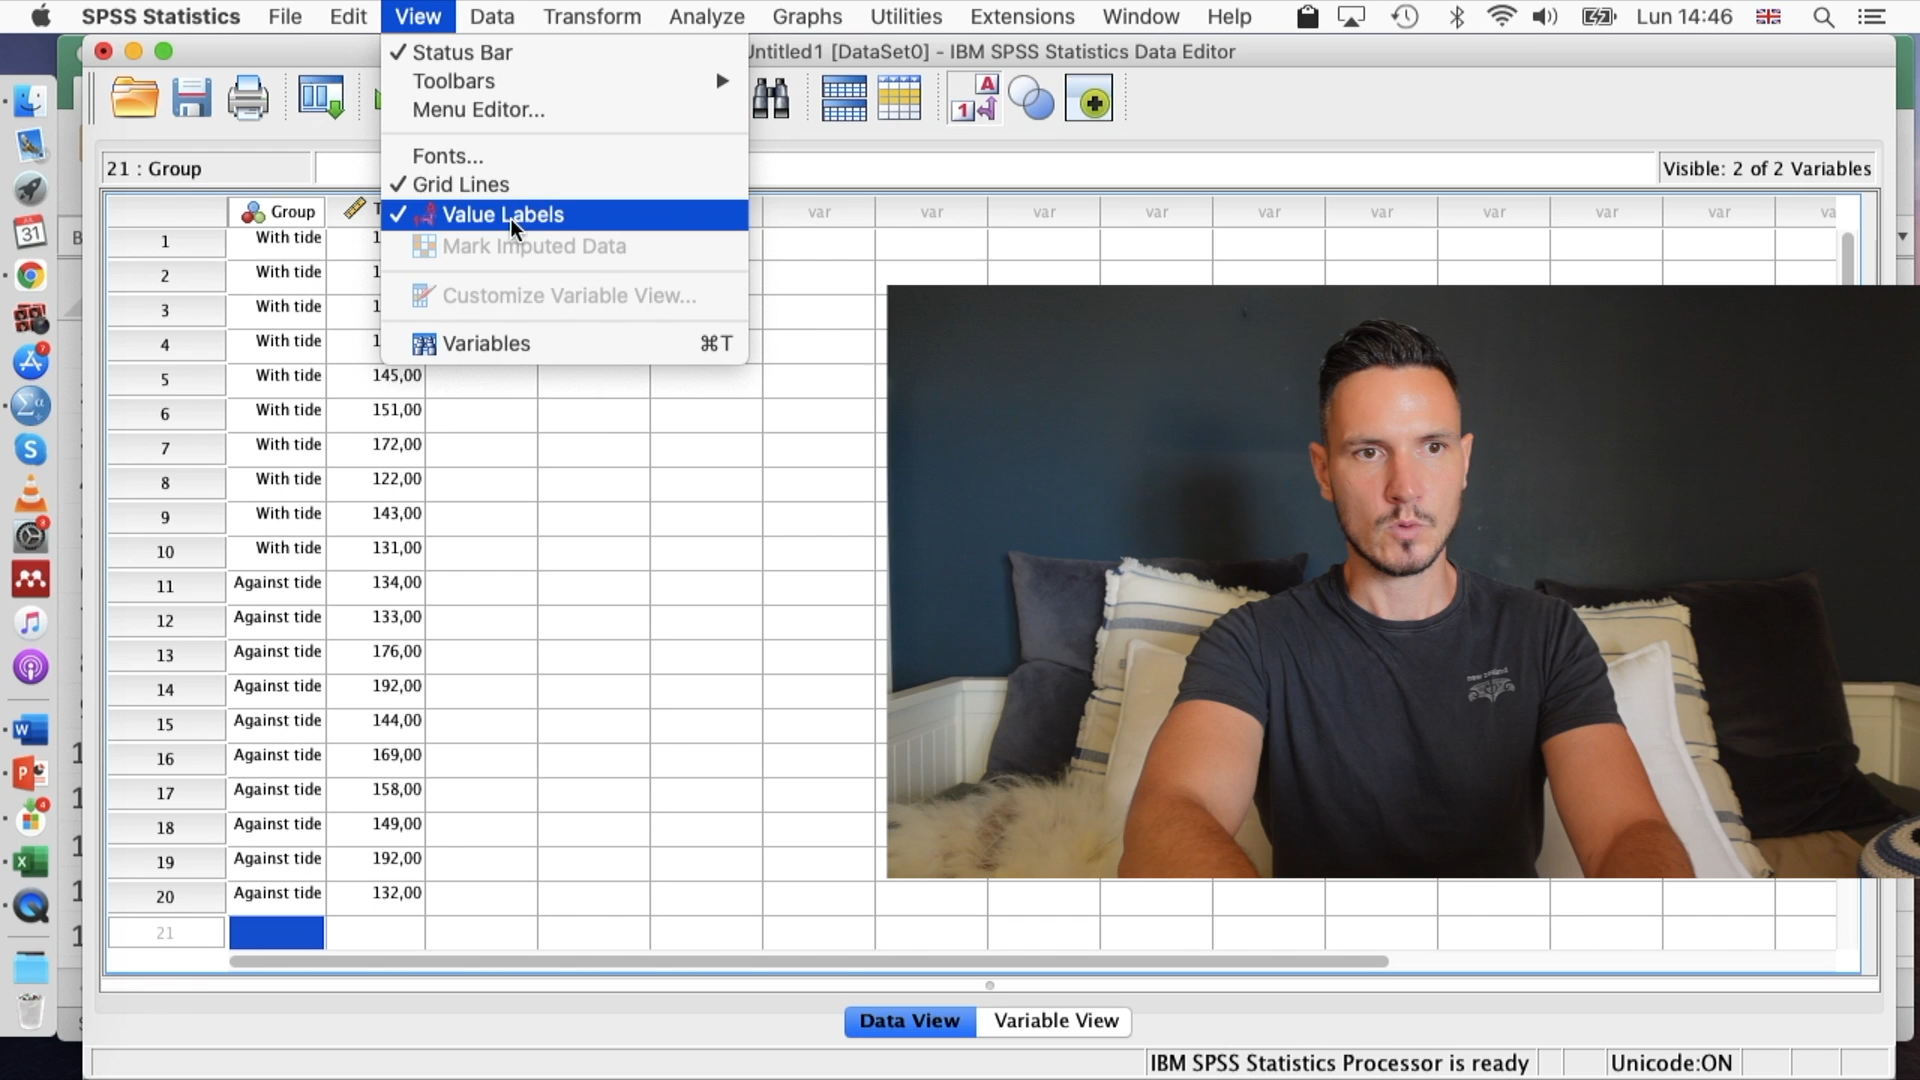 SPSS Statistics File Edit View Data Transform Analyze Graphs Utilities Extensions Window Help Lun 14:46
Untitled1 [DataSet0] - IBM SPSS Statistics Data Editor
Status Bar
Toolbars
Menu Editor...
Fonts...
Grid Lines
Value Labels
Mark Imputed Data
Customize Variable View...
Variables ⌘T
21 : Group
Visible: 2 of 2 Variables
Group var var var var var var var var var
1 With tide
2 With tide
3 With tide
4 With tide
5 With tide 145,00
6 With tide 151,00
7 With tide 172,00
8 With tide 122,00
9 With tide 143,00
10 With tide 131,00
11 Against tide 134,00
12 Against tide 133,00
13 Against tide 176,00
14 Against tide 192,00
15 Against tide 144,00
16 Against tide 169,00
17 Against tide 158,00
18 Against tide 149,00
19 Against tide 192,00
20 Against tide 132,00
21
new zealand
Data View Variable View
IBM SPSS Statistics Processor is ready Unicode:ON